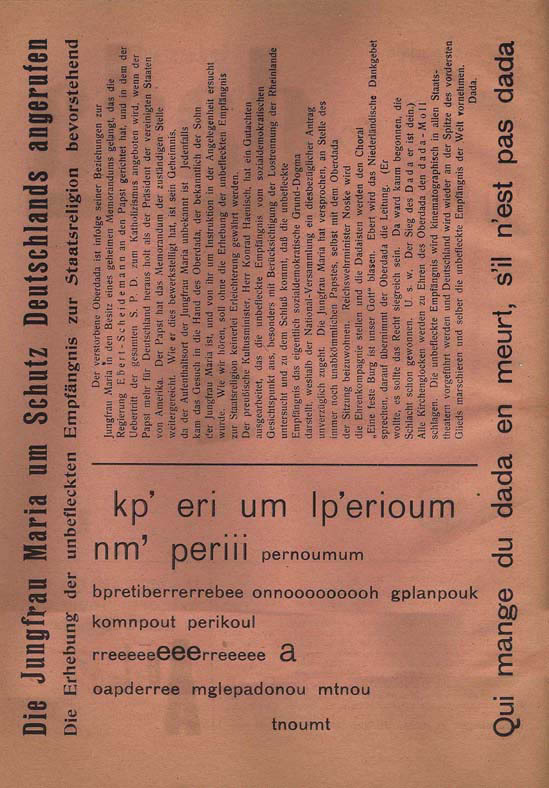 Die Jungfrau Maria um Schutz Deutschlands angerufen
Die Erhebung der unbefleckten Empfängnis zur Staatsreligion bevorstehend
Der verstorbene Oberdada ist infolge seiner Beziehungen zur
Jungfrau Maria in den Besitz eines geheimen Memorandums gelangt, das die
Regierung Ebert-Scheidemann an den Papst gerichtet hat, und in dem der
Uebertritt der gesamten S. P. D. zum Katholizismus angeboten wird, wenn der
Papst mehr für Deutschland heraus holt als der Präsident der vereinigten Staaten
von Amerika. Der Papst hat das Memorandum der zuständigen Stelle
weitergereicht. Wie er dies bewerkstelligt hat, ist sein Geheimnis,
da der Aufenthaltsort der Jungfrau Maria unbekannt ist. Jedenfalls
kam das Gesuch in die Hand des Oberdada, der bekanntlich der Sohn
der Jungfrau Maria ist, und um Instruktion in der Angelegenheit ersucht
wurde. Wie wir hören, soll ohne die Erhebung der unbefleckten Empfängnis
zur Staatsreligion keinerlei Erleichterung gewährt werden.
Der preußische Kultusminister, Herr Konrad Haenisch, hat ein Gutachten
ausgearbeitet, das die unbefleckte Empfängnis vom sozialdemokratischen
Gesichtspunkt aus, besonders mit Berücksichtigung der Lostrennung der Rheinlande
untersucht und zu dem Schluß kommt, daß die unbefleckte
Empfängnis das eigentlich sozialdemokratische Grund-Dogma
darstellt, weshalb der National-Versammlung ein diesbezüglicher Antrag
unverzüglich zugeht. Die Jungfrau Maria hat versprochen, an Stelle des
immer noch unabkömmlichen Papstes, selbst mit dem Oberdada
der Sitzung beizuwohnen. Reichswehrminister Noske wird
die Ehrenkompagnie stellen und die Dadaisten werden den Choral
„Eine feste Burg ist unser Gott" blasen. Ebert wird das Niederländische Dankgebet
sprechen, darauf übernimmt der Oberdada die Leitung. (Er
wollte, es sollte das Recht siegreich sein. Da ward kaum begonnen, die
Schlacht schon gewonnen. U. s. w. Der Sieg des Dada er ist dein.)
Alle Kirchenglocken werden zu Ehren des Oberdada den dada-Moll
schlagen. Die unbefleckte Empfängnis wird kinematographisch in allen Staats-
theatern vorgeführt werden und Deutschland wird wieder an der Spitze des vordersten
Glieds marschieren und selber die unbefleckte Empfängnis der Welt vornehmen.
Dada.
kp' eri um lp'erioum
nm' periii pernoumum
bpretiberrerrebee onnooooooooh gplanpouk
komnpout perikoul
rreeeeeeeerreeeee a
oapderree mglepadonou mtnou
tnoumt
Qui mange du dada en meurt, s'il n'est pas dada